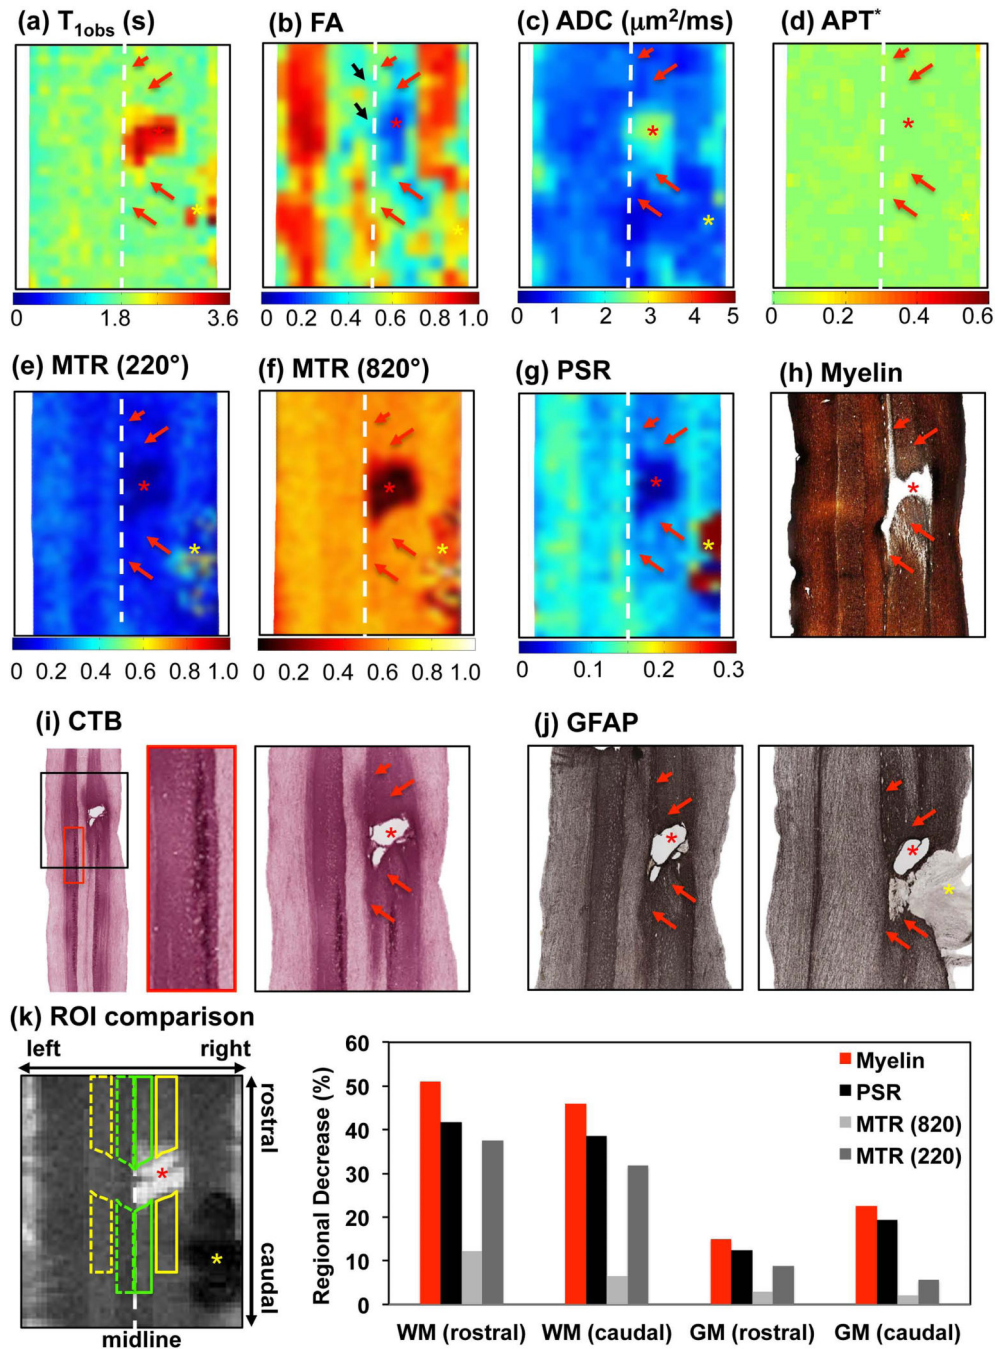 (a) T1obs (s)
(b) FA
(c) ADC (μm²/ms)
(d) APT*
0 1.8 3.6
0 0.2 0.4 0.6 0.8 1.0
0 1 2 3 4 5
0 0.2 0.4 0.6
(e) MTR (220°)
(f) MTR (820°)
(g) PSR
(h) Myelin
0 0.2 0.4 0.6 0.8 1.0
0 0.2 0.4 0.6 0.8 1.0
0 0.1 0.2 0.3
(i) CTB
(j) GFAP
(k) ROI comparison
left right
rostral
caudal
midline
Regional Decrease (%)
60
50
40
30
20
10
0
Myelin
PSR
MTR (820)
MTR (220)
WM (rostral) WM (caudal) GM (rostral) GM (caudal)